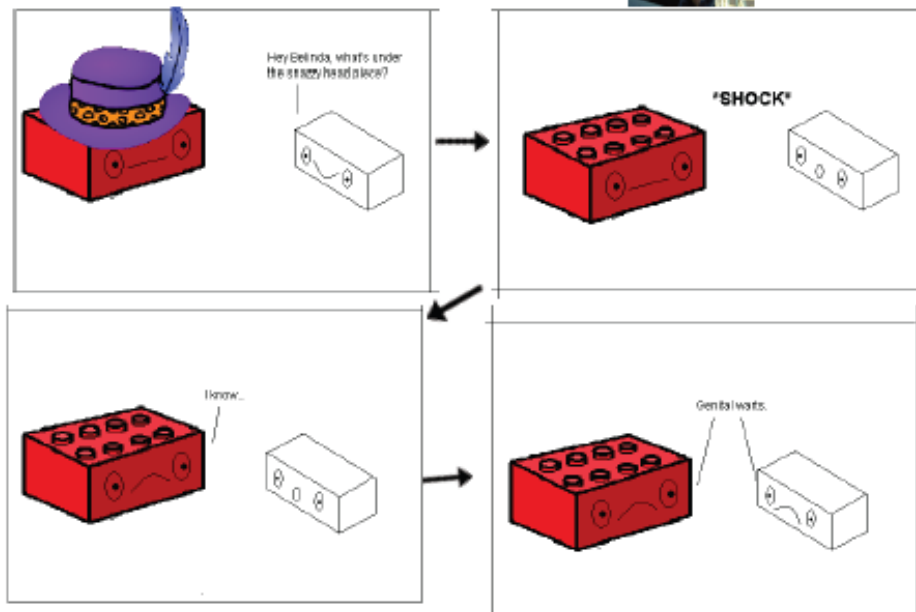 Hey Belinda, what's under
the snazzy head piece?
*SHOCK*
I know...
Genital warts.